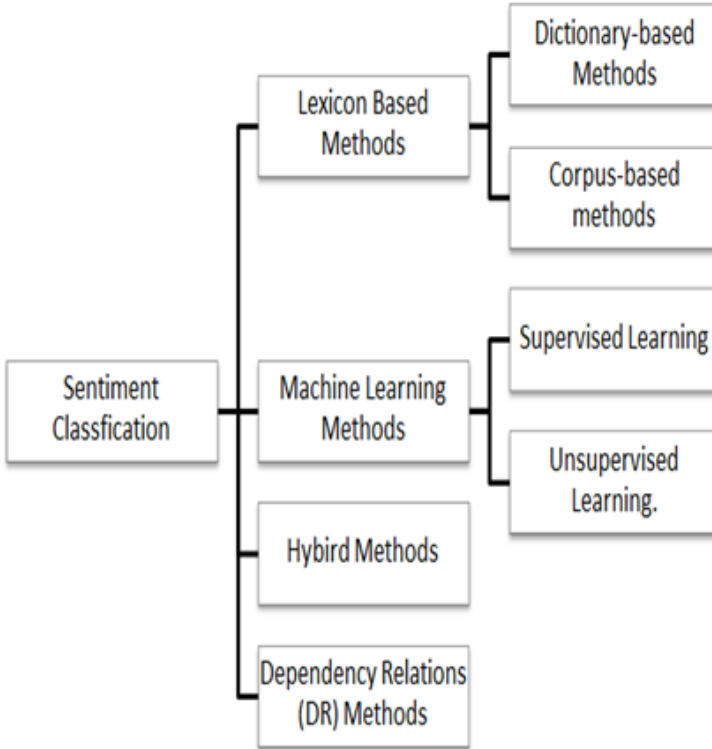 Dictionary-based
Methods
Lexicon Based
Methods
Corpus-based
methods
Supervised Learning
Sentiment
Classfication
Machine Learning
Methods
Unsupervised
Learning.
Hybird Methods
Dependency Relations
(DR) Methods